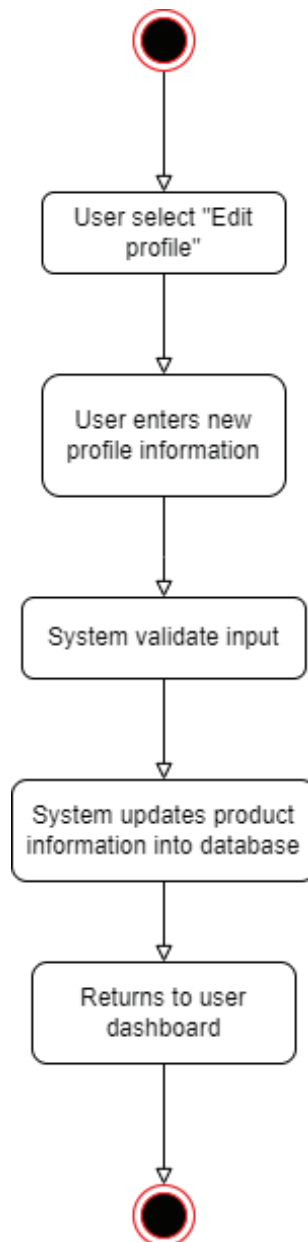 User select "Edit
profile"
User enters new
profile information
System validate input
System updates product
information into database
Returns to user
dashboard